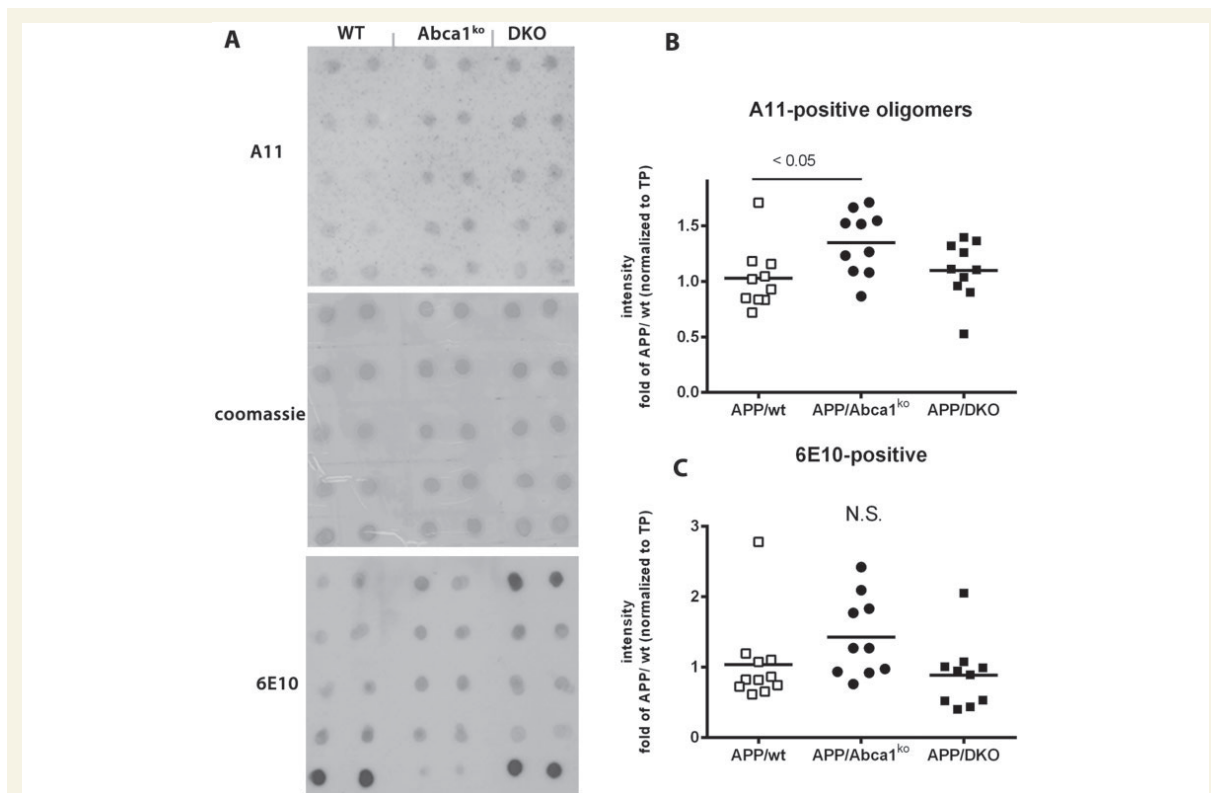 A
WT Abca1ko DKO
A11
coomassie
6E10
B
A11-positive oligomers
< 0.05
intensity
fold of APP/ wt (normalized to TP)
1.5
1.0
0.5
0.0
APP/wt APP/Abca1ko APP/DKO
C
6E10-positive
N.S.
intensity
fold of APP/ wt (normalized to TP)
3
2
1
0
APP/wt APP/Abca1ko APP/DKO